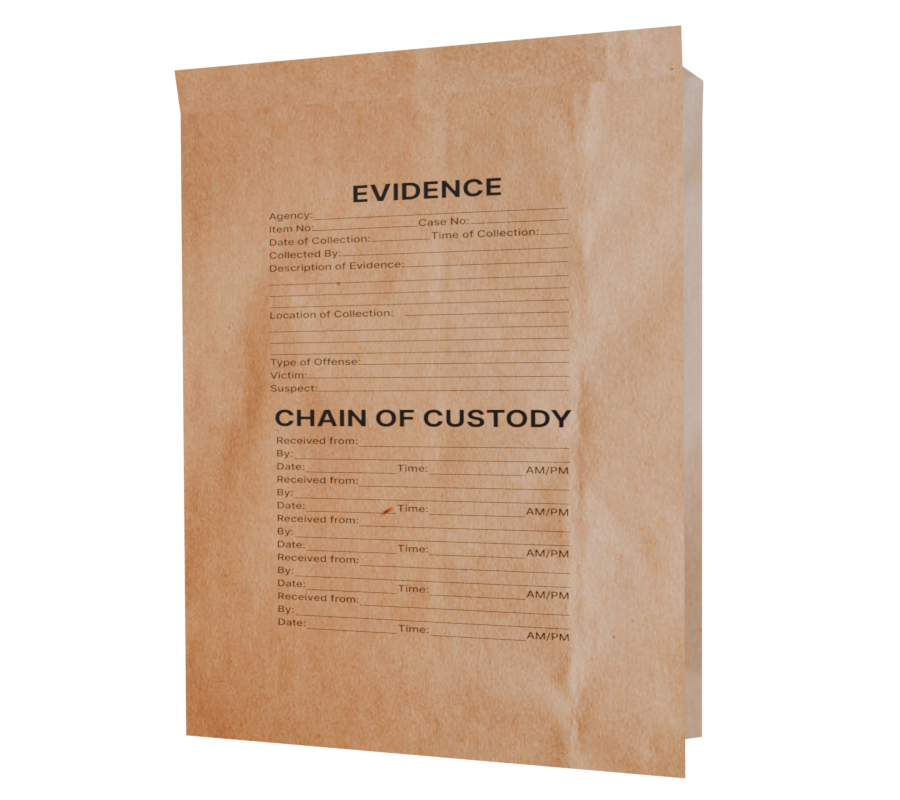 EVIDENCE
Agency:
Item No: Case No:
Date of Collection: Time of Collection:
Collected By:
Description of Evidence:
Location of Collection:
Type of Offense:
Victim:
Suspect:
CHAIN OF CUSTODY
Received from:
By:
Date: Time: AM/PM
Received from:
By:
Date: Time: AM/PM
Received from:
By:
Date: Time: AM/PM
Received from:
By:
Date: Time: AM/PM
Received from:
By:
Date: Time: AM/PM